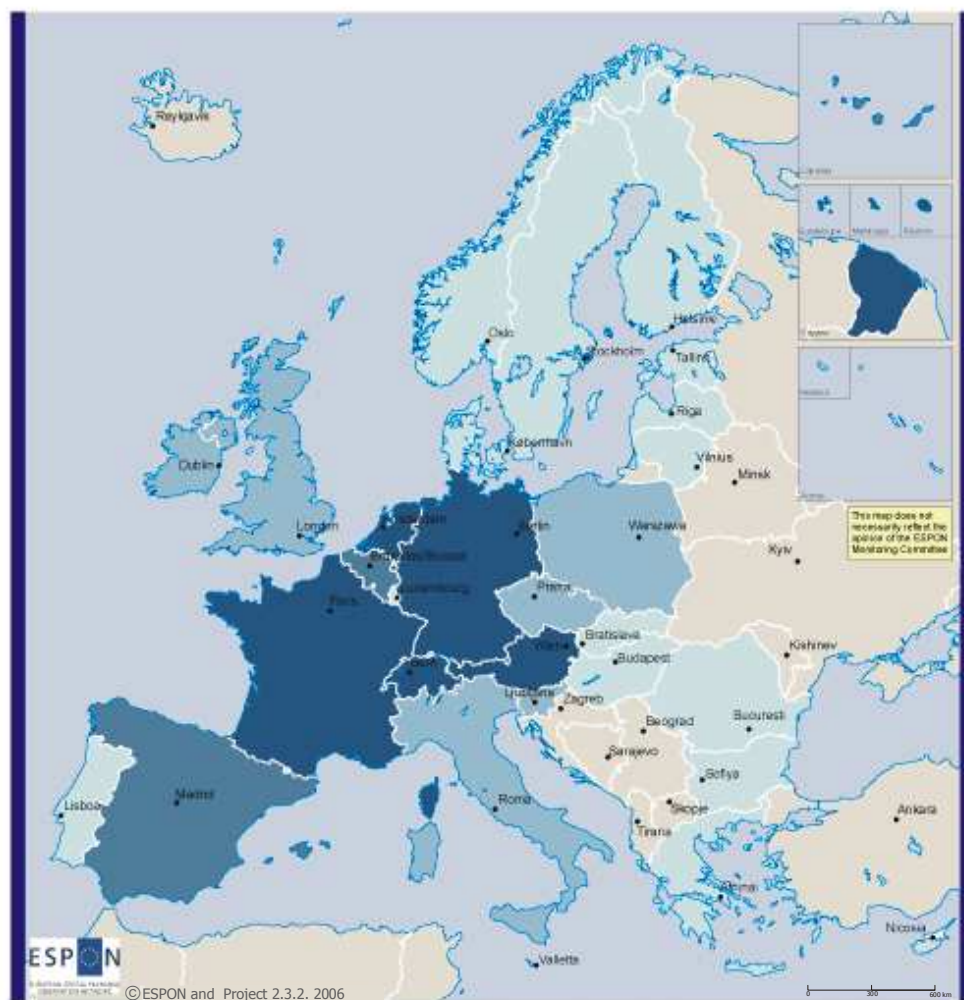 Reykjavik
Oslo
Helsinki
Stockholm
Tallinn
Riga
København
Vilnius
Minsk
Dublin
London
Berlin
Warszawa
Kyiv
Paris
Praha
Bratislava
Budapest
Kishinev
Bern
Ljubljana
Zagreb
Beograd
Bucuresti
Sarajevo
Sofiya
Skopje
Tirana
Roma
Madrid
Lisboa
Ankara
Athinai
Nicosia
Valletta
This map does not
necessarily reflect the
opinion of the ESPON
Monitoring Committee
ESPON
© ESPON and Project 2.3.2. 2006
0 300 600 km